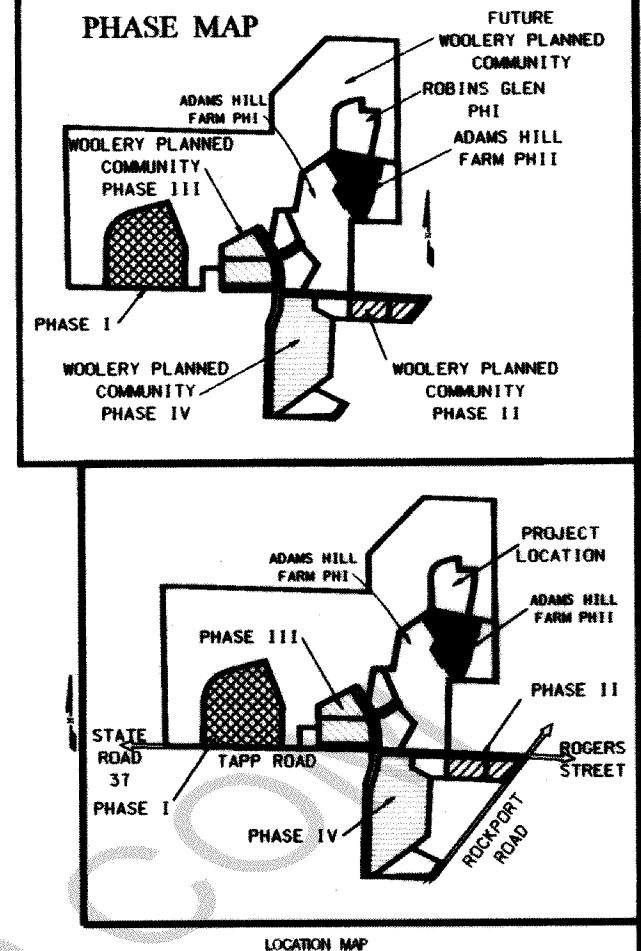 PHASE MAP
FUTURE
WOOLERY PLANNED
COMMUNITY
ADAMS HILL
FARM PHI
ROBINS GLEN
PHI
WOOLERY PLANNED
COMMUNITY
PHASE III
ADAMS HILL
FARM PHII
PHASE I
WOOLERY PLANNED
COMMUNITY
PHASE IV
WOOLERY PLANNED
COMMUNITY
PHASE II
PROJECT
LOCATION
ADAMS HILL
FARM PHI
ADAMS HILL
FARM PHII
PHASE III
PHASE II
STATE
ROAD
37
TAPP ROAD
ROGERS
STREET
PHASE I
PHASE IV
ROCKPORT
ROAD
LOCATION MAP